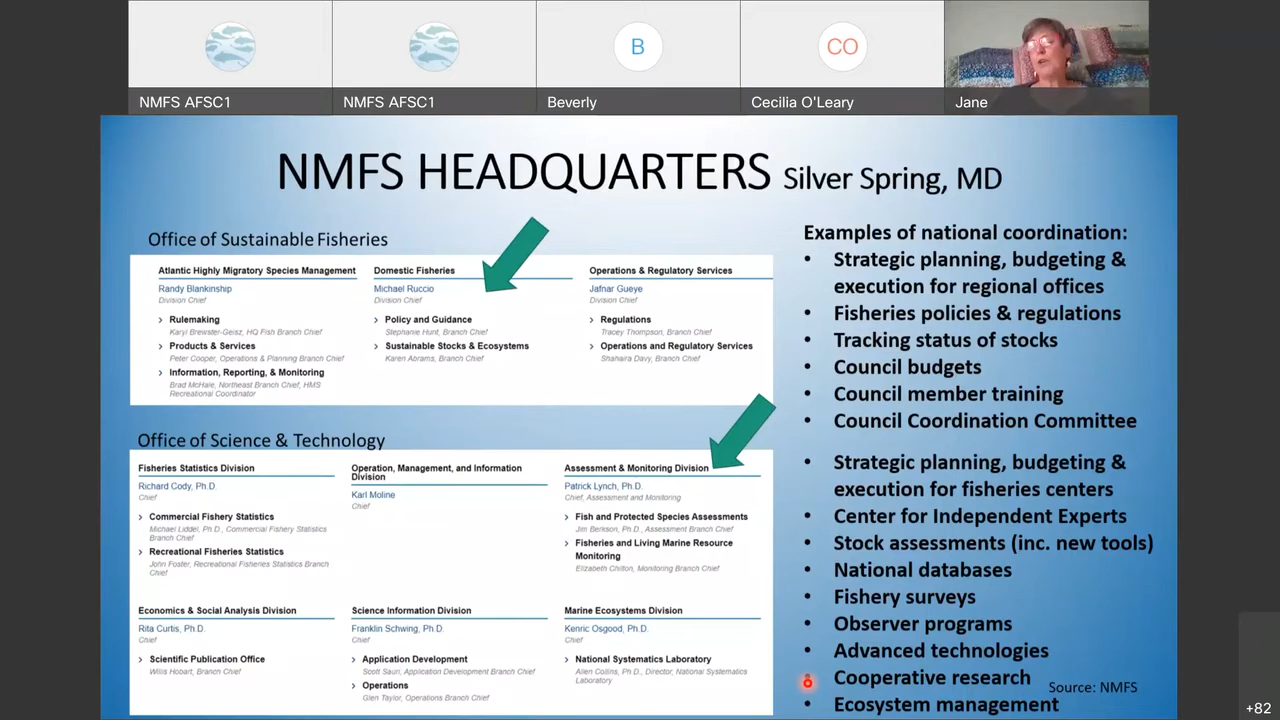 NMFS AFSC1
NMFS AFSC1
B
Beverly
CO
Cecilia O'Leary
Jane
NMFS HEADQUARTERS Silver Spring, MD
Office of Sustainable Fisheries
Atlantic Highly Migratory Species Management
Randy Blankinship
Division Chief
Rulemaking
Karyl Brewster-Geisz, HQ Fish Branch Chief
Products & Services
Peter Cooper, Operations & Planning Branch Chief
Information, Reporting, & Monitoring
Brad McHale, Northeast Branch Chief, HMS
Recreational Coordinator
Domestic Fisheries
Michael Ruccio
Division Chief
Policy and Guidance
Stephanie Hunt, Branch Chief
Sustainable Stocks & Ecosystems
Karen Abrams, Branch Chief
Operations & Regulatory Services
Jafnar Gueye
Division Chief
Regulations
Tracey Thompson, Branch Chief
Operations and Regulatory Services
Shahaira Davy, Branch Chief
Office of Science & Technology
Fisheries Statistics Division
Richard Cody, Ph.D.
Chief
Commercial Fishery Statistics
Michael Liddel, Ph.D., Commercial Fishery Statistics
Branch Chief
Recreational Fisheries Statistics
John Foster, Recreational Fisheries Statistics Branch
Chief
Operation, Management, and Information
Division
Karl Moline
Chief
Assessment & Monitoring Division
Patrick Lynch, Ph.D.
Chief, Assessment and Monitoring
Fish and Protected Species Assessments
Jim Berkson, Ph.D., Assessment Branch Chief
Fisheries and Living Marine Resource
Monitoring
Elizabeth Chilton, Monitoring Branch Chief
Economics & Social Analysis Division
Rita Curtis, Ph.D.
Chief
Scientific Publication Office
Willis Hobart, Branch Chief
Science Information Division
Franklin Schwing, Ph.D.
Chief
Application Development
Scott Sauri, Application Development Branch Chief
Operations
Glen Taylor, Operations Branch Chief
Marine Ecosystems Division
Kenric Osgood, Ph.D.
Chief
National Systematics Laboratory
Allen Collins, Ph.D., Director, National Systematics
Laboratory
Examples of national coordination:
• Strategic planning, budgeting &
execution for regional offices
• Fisheries policies & regulations
• Tracking status of stocks
• Council budgets
• Council member training
• Council Coordination Committee
• Strategic planning, budgeting &
execution for fisheries centers
• Center for Independent Experts
• Stock assessments (inc. new tools)
• National databases
• Fishery surveys
• Observer programs
• Advanced technologies
Cooperative research
• Ecosystem management
Source: NMFS
+82